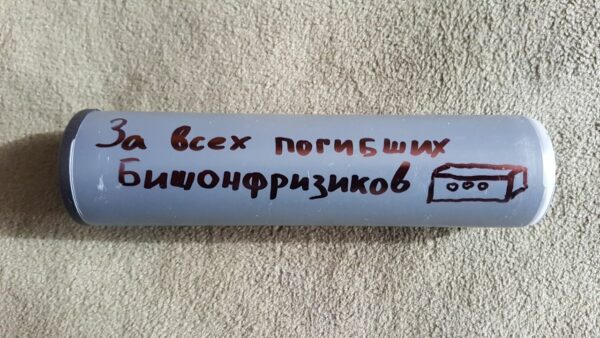 За всех погибших
Бишонфризиков